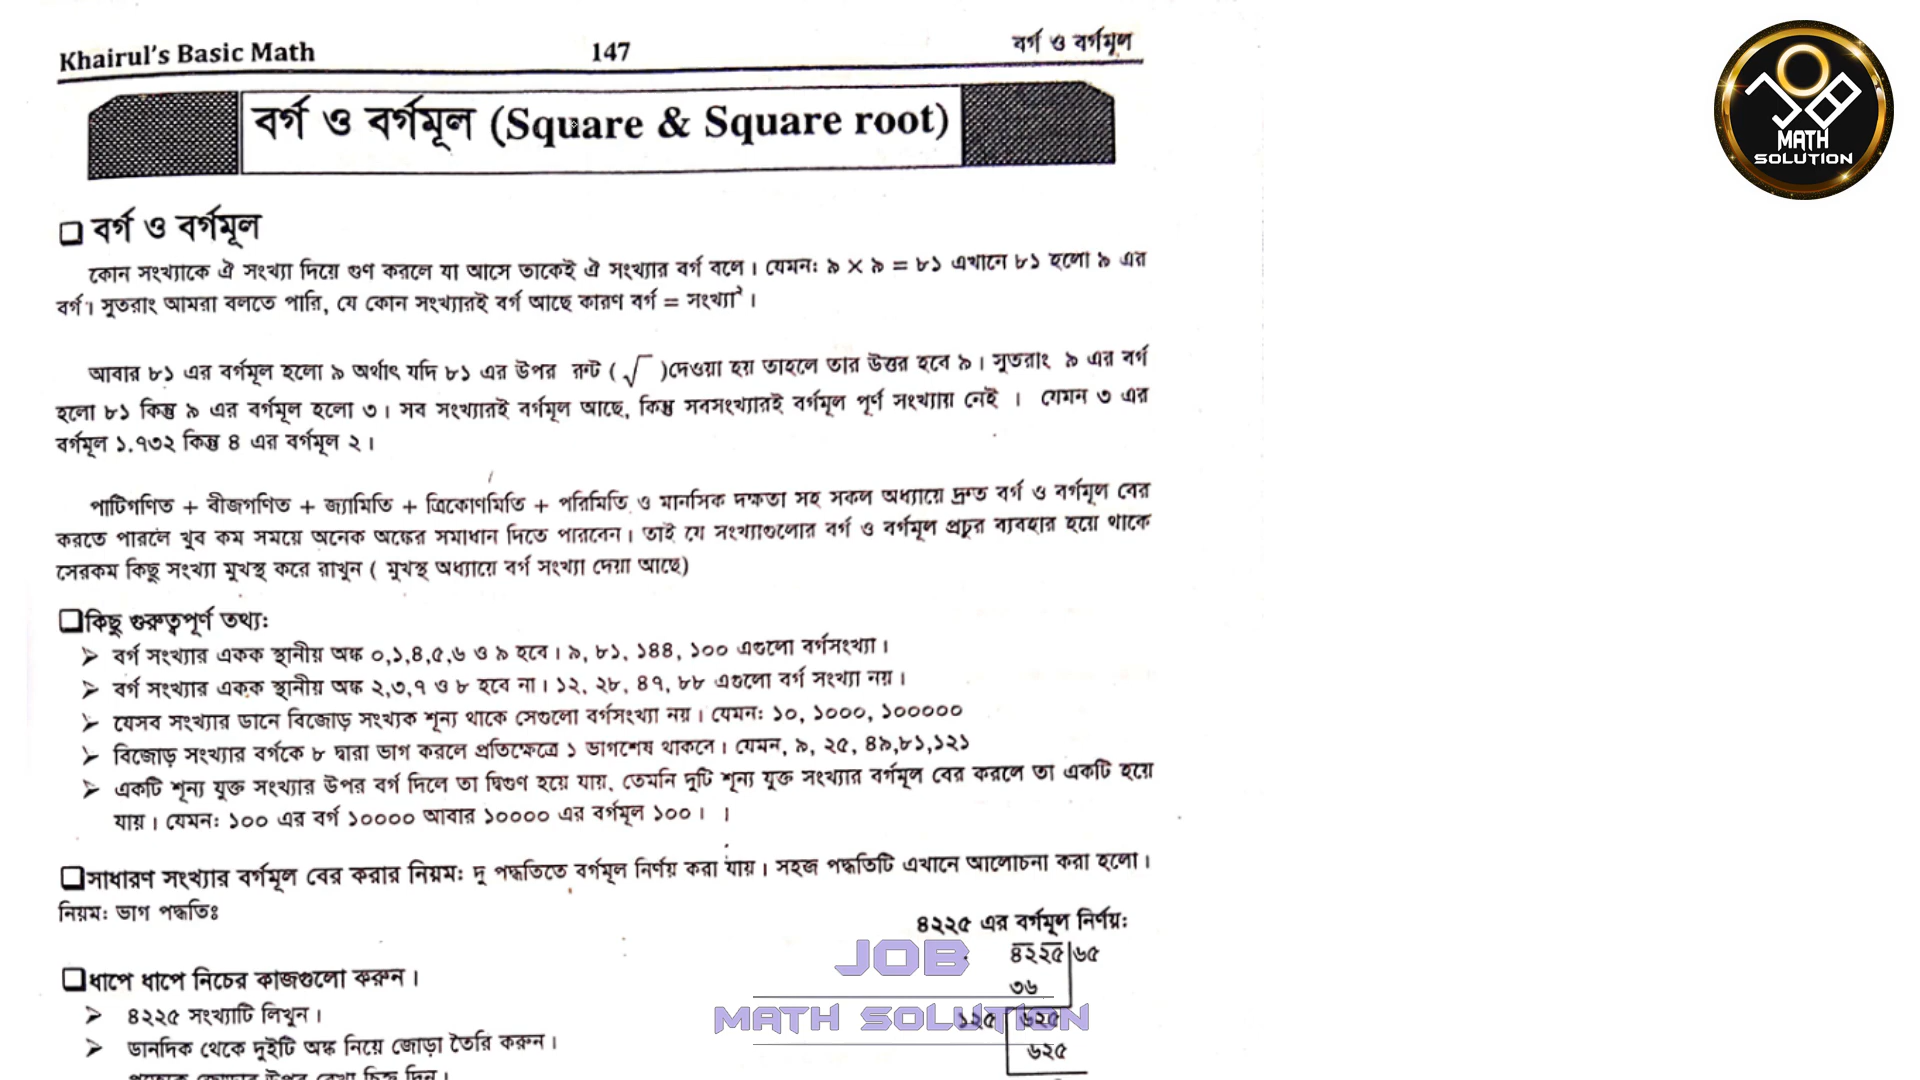 Khairul's Basic Math 147 বর্গ ও বর্গমূল
বর্গ ও বর্গমূল (Square & Square root)
MATH
SOLUTION
❑ বর্গ ও বর্গমূল
কোন সংখ্যাকে ঐ সংখ্যা দিয়ে গুণ করলে যা আসে তাকেই ঐ সংখ্যার বর্গ বলে। যেমনঃ ৯ × ৯ = ৮১ এখানে ৮১ হলো ৯ এর
বর্গ। সুতরাং আমরা বলতে পারি, যে কোন সংখ্যারই বর্গ আছে কারণ বর্গ = সংখ্যা²।
আবার ৮১ এর বর্গমূল হলো ৯ অর্থাৎ যদি ৮১ এর উপর রুট (√ )দেওয়া হয় তাহলে তার উত্তর হবে ৯। সুতরাং ৯ এর বর্গ
হলো ৮১ কিন্তু ৯ এর বর্গমূল হলো ৩। সব সংখ্যারই বর্গমূল আছে, কিন্তু সবসংখ্যারই বর্গমূল পূর্ণ সংখ্যায় নেই । যেমন ৩ এর
বর্গমূল ১.৭৩২ কিন্তু ৪ এর বর্গমূল ২।
পাটিগণিত + বীজগণিত + জ্যামিতি + ত্রিকোণমিতি + পরিমিতি ও মানসিক দক্ষতা সহ সকল অধ্যায়ে দ্রুত বর্গ ও বর্গমূল বের
করতে পারলে খুব কম সময়ে অনেক অঙ্কের সমাধান দিতে পারবেন। তাই যে সংখ্যাগুলোর বর্গ ও বর্গমূল প্রচুর ব্যবহার হয়ে থাকে
সেরকম কিছু সংখ্যা মুখস্থ করে রাখুন ( মুখস্থ অধ্যায়ে বর্গ সংখ্যা দেয়া আছে)
❑কিছু গুরুত্বপূর্ণ তথ্যঃ
➢ বর্গ সংখ্যার একক স্থানীয় অঙ্ক ০,১,৪,৫,৬ ও ৯ হবে। ৯, ৮১, ১৪৪, ১০০ এগুলো বর্গসংখ্যা।
➢ বর্গ সংখ্যার একক স্থানীয় অঙ্ক ২,৩,৭ ও ৮ হবে না। ১২, ২৮, ৪৭, ৮৮ এগুলো বর্গ সংখ্যা নয়।
➢ যেসব সংখ্যার ডানে বিজোড় সংখ্যক শূন্য থাকে সেগুলো বর্গসংখ্যা নয়। যেমনঃ ১০, ১০০০, ১০০০০০
➢ বিজোড় সংখ্যার বর্গকে ৮ দ্বারা ভাগ করলে প্রতিক্ষেত্রে ১ ভাগশেষ থাকবে। যেমন, ৯, ২৫, ৪৯,৮১,১২১
➢ একটি শূন্য যুক্ত সংখ্যার উপর বর্গ দিলে তা দ্বিগুণ হয়ে যায়, তেমনি দুটি শূন্য যুক্ত সংখ্যার বর্গমূল বের করলে তা একটি হয়ে
যায়। যেমনঃ ১০০ এর বর্গ ১০০০০ আবার ১০০০০ এর বর্গমূল ১০০। ।
❑সাধারণ সংখ্যার বর্গমূল বের করার নিয়মঃ দু পদ্ধতিতে বর্গমূল নির্ণয় করা যায়। সহজ পদ্ধতিটি এখানে আলোচনা করা হলো।
নিয়মঃ ভাগ পদ্ধতিঃ
৪২২৫ এর বর্গমূল নির্ণয়ঃ
৪২২৫ ৬৫
৩৬
১২৫ ৬২৫
৬২৫
JOB
MATH SOLUTION
❑ধাপে ধাপে নিচের কাজগুলো করুন।
➢ ৪২২৫ সংখ্যাটি লিখুন।
➢ ডানদিক থেকে দুইটি অঙ্ক নিয়ে জোড়া তৈরি করুন।